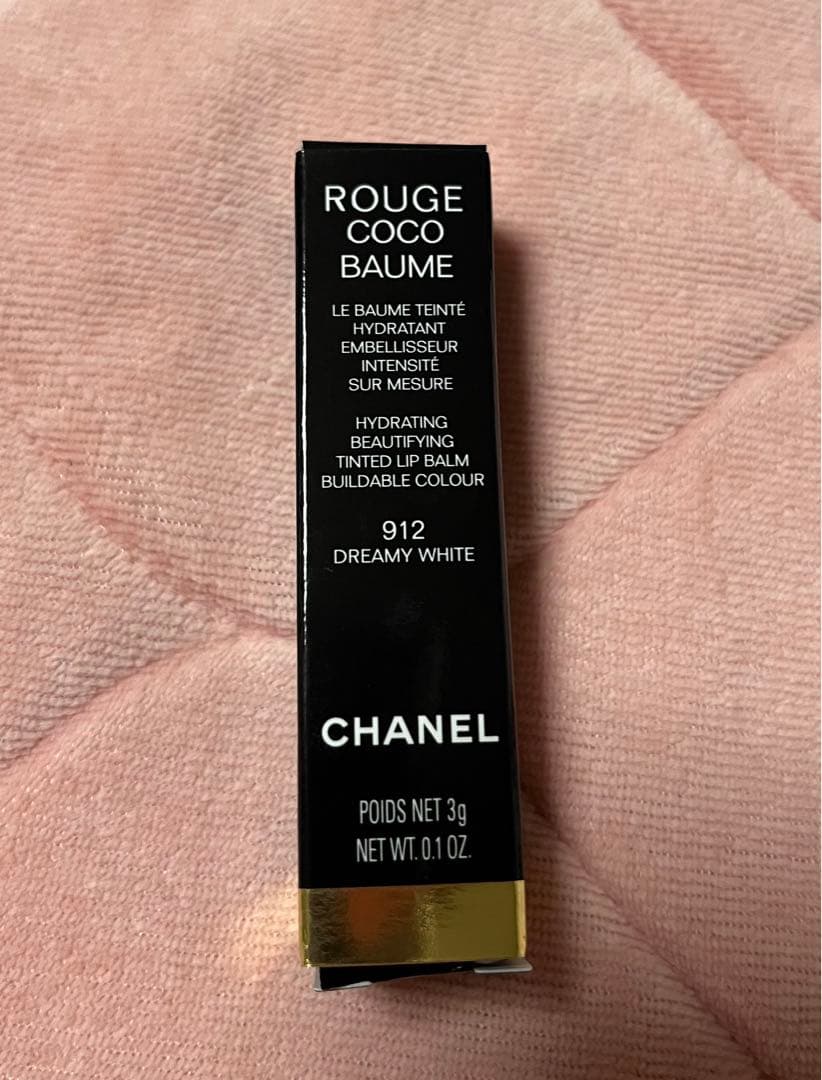 ROUGE
COCO
BAUME
LE BAUME TEINTÉ
HYDRATANT
EMBELLISSEUR
INTENSITÉ
SUR MESURE
HYDRATING
BEAUTIFYING
TINTED LIP BALM
BUILDABLE COLOUR
912
DREAMY WHITE
CHANEL
POIDS NET 3g
NET WT. 0.1 OZ.